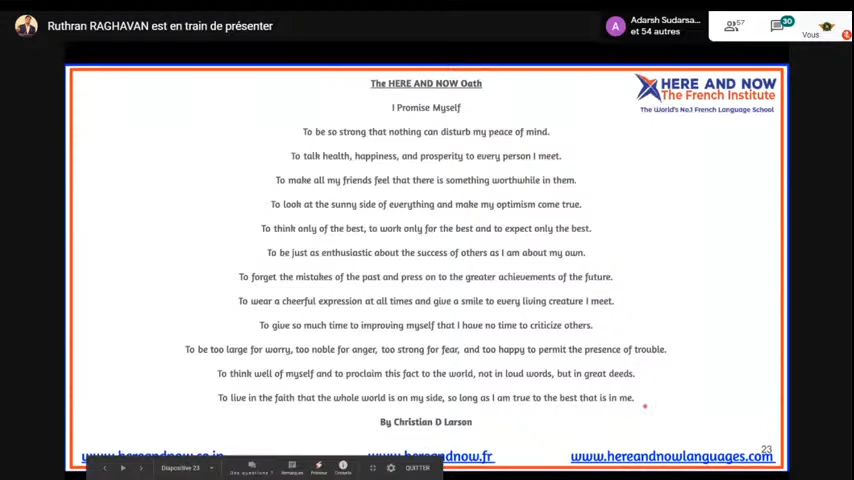 Ruthran RAGHAVAN est en train de présenter
A
Adarsh Sudarsa...
et 54 autres
57
30
Vous
The HERE AND NOW Oath
HERE AND NOW
The French Institute
The World's No.1 French Language School
I Promise Myself
To be so strong that nothing can disturb my peace of mind.
To talk health, happiness, and prosperity to every person I meet.
To make all my friends feel that there is something worthwhile in them.
To look at the sunny side of everything and make my optimism come true.
To think only of the best, to work only for the best and to expect only the best.
To be just as enthusiastic about the success of others as I am about my own.
To forget the mistakes of the past and press on to the greater achievements of the future.
To wear a cheerful expression at all times and give a smile to every living creature I meet.
To give so much time to improving myself that I have no time to criticize others.
To be too large for worry, too noble for anger, too strong for fear, and too happy to permit the presence of trouble.
To think well of myself and to proclaim this fact to the world, not in loud words, but in great deeds.
To live in the faith that the whole world is on my side, so long as I am true to the best that is in me.
By Christian D Larson
23
www.hereandnow.co.in
www.hereandnow.fr
www.hereandnowlanguages.com
Diapositive 23
Des questions ?
Remarques
Pointeur
Conseils
QUITTER